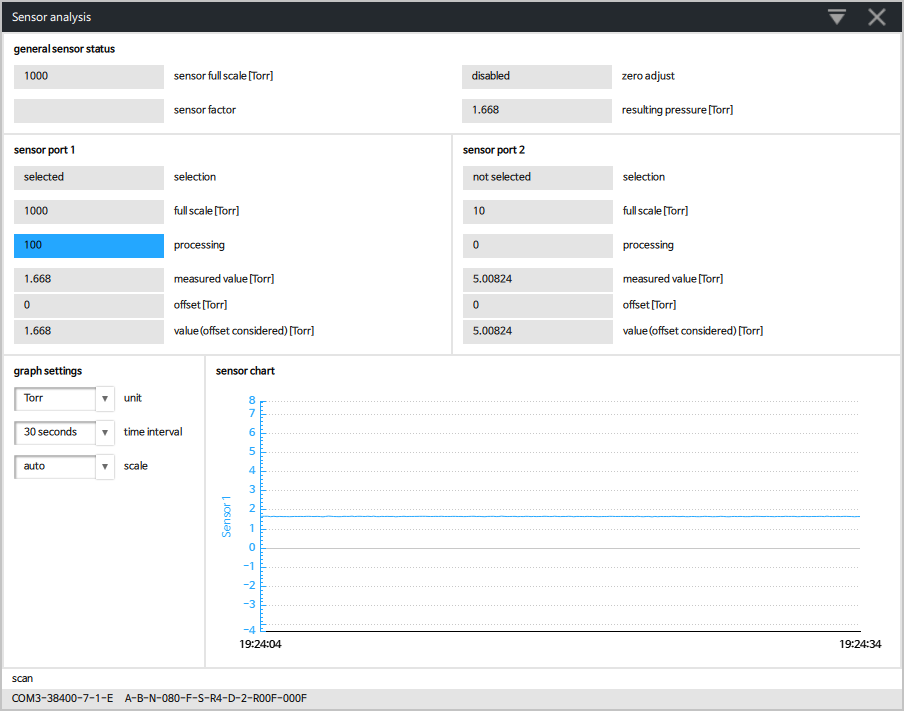 Sensor analysis
general sensor status
1000 sensor full scale [Torr] disabled zero adjust
sensor factor 1.668 resulting pressure [Torr]
sensor port 1 sensor port 2
selected selection not selected selection
1000 full scale [Torr] 10 full scale [Torr]
100 processing 0 processing
1.668 measured value [Torr] 5.00824 measured value [Torr]
0 offset [Torr] 0 offset [Torr]
1.668 value (offset considered) [Torr] 5.00824 value (offset considered) [Torr]
graph settings sensor chart
Torr unit
30 seconds time interval
auto scale
Sensor 1
8
7
6
5
4
3
2
1
0
-1
-2
-3
-4
19:24:04 19:24:34
scan
COM3-38400-7-1-E A-B-N-080-F-S-R4-D-2-R00F-000F